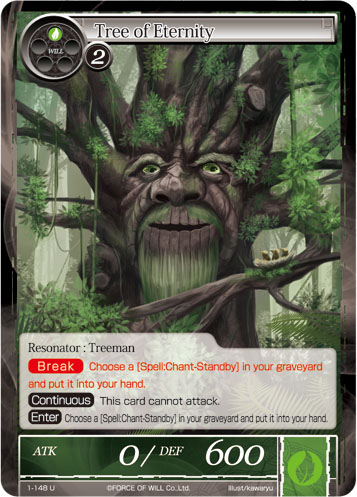 Tree of Eternity
WILL
2
Resonator : Treeman
Break Choose a [Spell:Chant-Standby] in your graveyard
and put it into your hand.
Continuous This card cannot attack.
Enter Choose a [Spell:Chant-Standby] in your graveyard and put it into your hand.
ATK 0 / DEF 600
1-148 U ©FORCE OF WILL Co.,Ltd. Illust/kawaryu